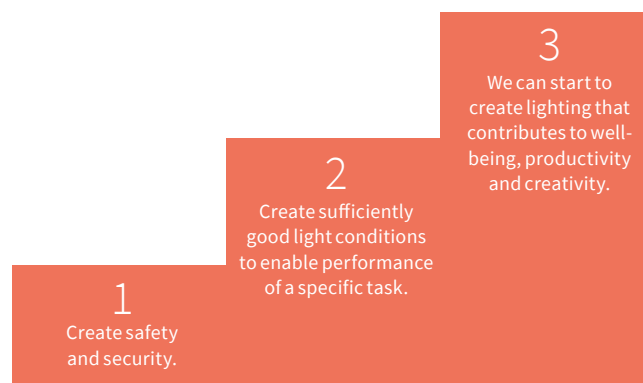 1
Create safety
and security.
2
Create sufficiently
good light conditions
to enable performance
of a specific task.
3
We can start to
create lighting that
contributes to well-
being, productivity
and creativity.